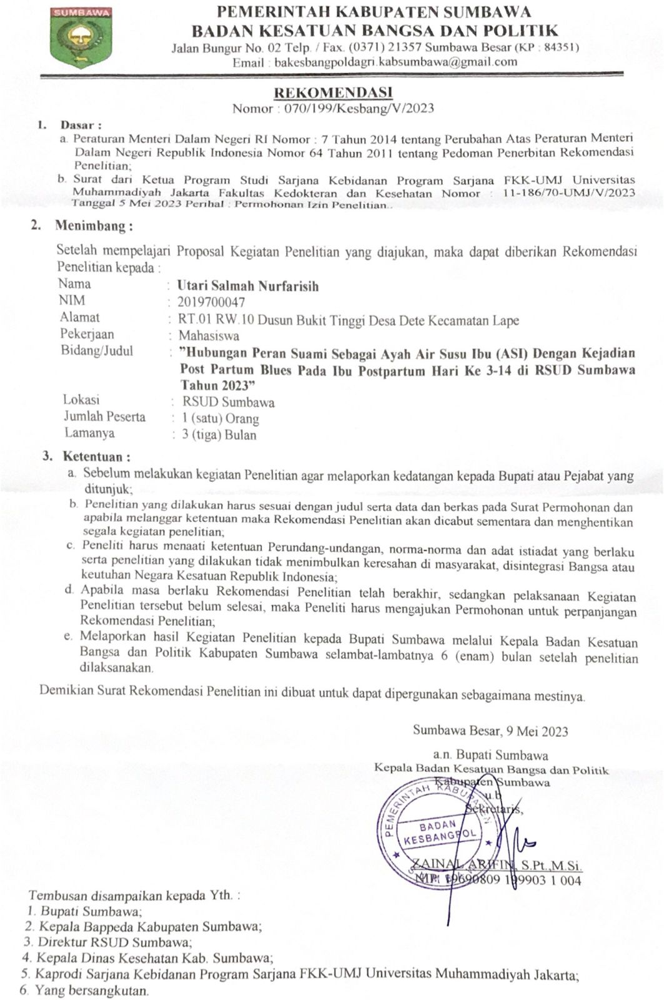 SUMBAWA
PEMERINTAH KABUPATEN SUMBAWA
BADAN KESATUAN BANGSA DAN POLITIK
Jalan Bungur No. 02 Telp. / Fax. (0371) 21357 Sumbawa Besar (KP : 84351)
Email : bakesbangpoldagri.kabsumbawa@gmail.com
REKOMENDASI
Nomor : 070/199/Kesbang/V/2023
1. Dasar :
a. Peraturan Menteri Dalam Negeri RI Nomor : 7 Tahun 2014 tentang Perubahan Atas Peraturan Menteri
Dalam Negeri Republik Indonesia Nomor 64 Tahun 2011 tentang Pedoman Penerbitan Rekomendasi
Penelitian;
b. Surat dari Ketua Program Studi Sarjana Kebidanan Program Sarjana FKK-UMJ Universitas
Muhammadiyah Jakarta Fakultas Kedokteran dan Kesehatan Nomor : 11-186/70-UMJ/V/2023
Tanggal 5 Mei 2023 Perihal : Permohonan Izin Penelitian..
2. Menimbang :
Setelah mempelajari Proposal Kegiatan Penelitian yang diajukan, maka dapat diberikan Rekomendasi
Penelitian kepada :
Nama : Utari Salmah Nurfarisih
NIM : 2019700047
Alamat : RT.01 RW.10 Dusun Bukit Tinggi Desa Dete Kecamatan Lape
Pekerjaan : Mahasiswa
Bidang/Judul : ”Hubungan Peran Suami Sebagai Ayah Air Susu Ibu (ASI) Dengan Kejadian
Post Partum Blues Pada Ibu Postpartum Hari Ke 3-14 di RSUD Sumbawa
Tahun 2023”
Lokasi : RSUD Sumbawa
Jumlah Peserta : 1 (satu) Orang
Lamanya : 3 (tiga) Bulan
3. Ketentuan :
a. Sebelum melakukan kegiatan Penelitian agar melaporkan kedatangan kepada Bupati atau Pejabat yang
ditunjuk;
b. Penelitian yang dilakukan harus sesuai dengan judul serta data dan berkas pada Surat Permohonan dan
apabila melanggar ketentuan maka Rekomendasi Penelitian akan dicabut sementara dan menghentikan
segala kegiatan penelitian;
c. Peneliti harus menaati ketentuan Perundang-undangan, norma-norma dan adat istiadat yang berlaku
serta penelitian yang dilakukan tidak menimbulkan keresahan di masyarakat, disintegrasi Bangsa atau
keutuhan Negara Kesatuan Republik Indonesia;
d. Apabila masa berlaku Rekomendasi Penelitian telah berakhir, sedangkan pelaksanaan Kegiatan
Penelitian tersebut belum selesai, maka Peneliti harus mengajukan Permohonan untuk perpanjangan
Rekomendasi Penelitian;
e. Melaporkan hasil Kegiatan Penelitian kepada Bupati Sumbawa melalui Kepala Badan Kesatuan
Bangsa dan Politik Kabupaten Sumbawa selambat-lambatnya 6 (enam) bulan setelah penelitian
dilaksanakan.
Demikian Surat Rekomendasi Penelitian ini dibuat untuk dapat dipergunakan sebagaimana mestinya.
Sumbawa Besar, 9 Mei 2023
a.n. Bupati Sumbawa
Kepala Badan Kesatuan Bangsa dan Politik
Kabupaten Sumbawa
u.b
Sekretaris,
PEMERINTAH KABUPATEN
BADAN
KESBANGPOL
SUMBAWA
ZAINAL ARIFIN, S.Pt.,M.Si.
NIP. 19690809 199903 1 004
Tembusan disampaikan kepada Yth. :
1. Bupati Sumbawa;
2. Kepala Bappeda Kabupaten Sumbawa;
3. Direktur RSUD Sumbawa;
4. Kepala Dinas Kesehatan Kab. Sumbawa;
5. Kaprodi Sarjana Kebidanan Program Sarjana FKK-UMJ Universitas Muhammadiyah Jakarta;
6. Yang bersangkutan.